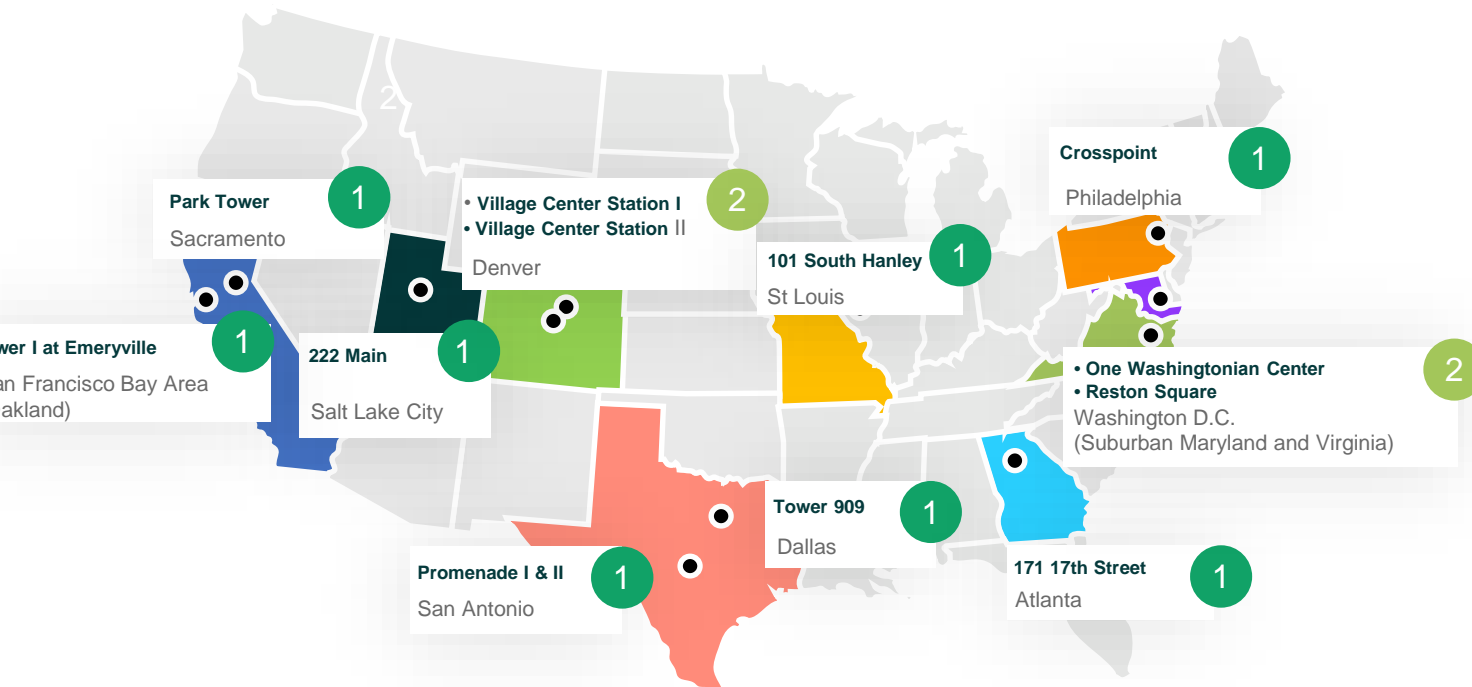 2
Crosspoint
1
Philadelphia
Park Tower
1
Sacramento
• Village Center Station I
• Village Center Station II
2
Denver
101 South Hanley
1
St Louis
wer I at Emeryville
1
an Francisco Bay Area
akland)
222 Main
1
Salt Lake City
• One Washingtonian Center
• Reston Square
2
Washington D.C.
(Suburban Maryland and Virginia)
Tower 909
1
Dallas
Promenade I & II
1
San Antonio
171 17th Street
1
Atlanta